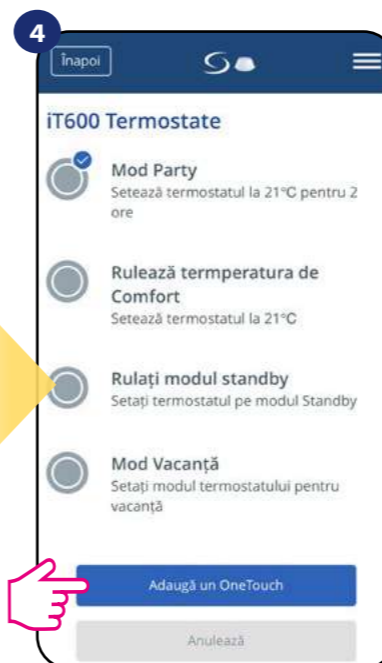 4
Înapoi
iT600 Termostate
Mod Party
Setează termostatul la 21°C pentru 2
ore
Rulează termperatura de
Comfort
Setează termostatul la 21°C
Rulați modul standby
Setați termostatul pe modul Standby
Mod Vacanță
Setați modul termostatului pentru
vacanță
Adaugă un OneTouch
Anulează